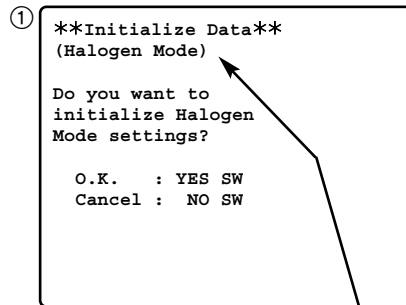 ①
**Initialize Data**
(Halogen Mode)
Do you want to
initialize Halogen
Mode settings?
O.K. : YES SW
Cancel : NO SW